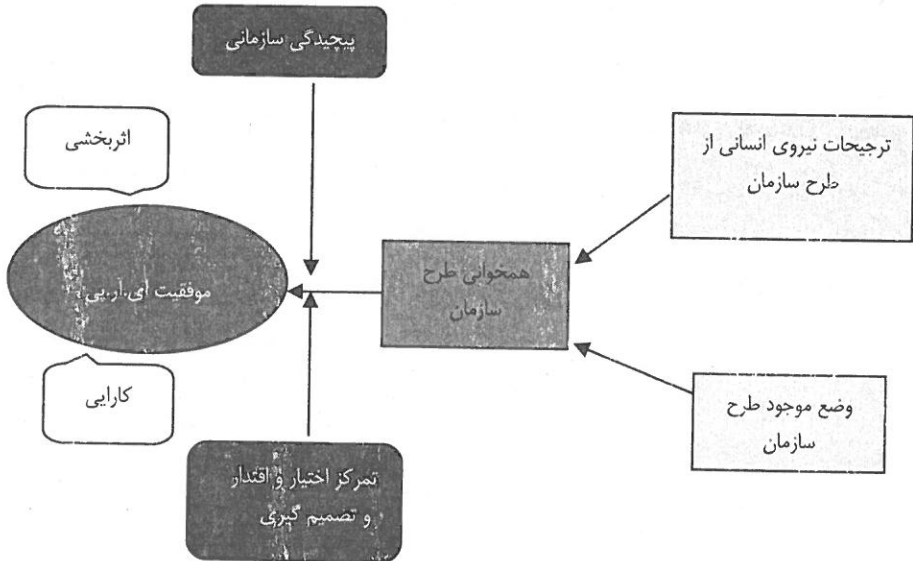 پیچیدگی سازمانی
اثربخشی
ترجیحات نیروی انسانی از
طرح سازمان
همخوانی طرح
سازمان
موفقیت ای.ار.پی
کارایی
وضع موجود طرح
سازمان
تمرکز اختیار و اقتدار
و تصمیم گیری